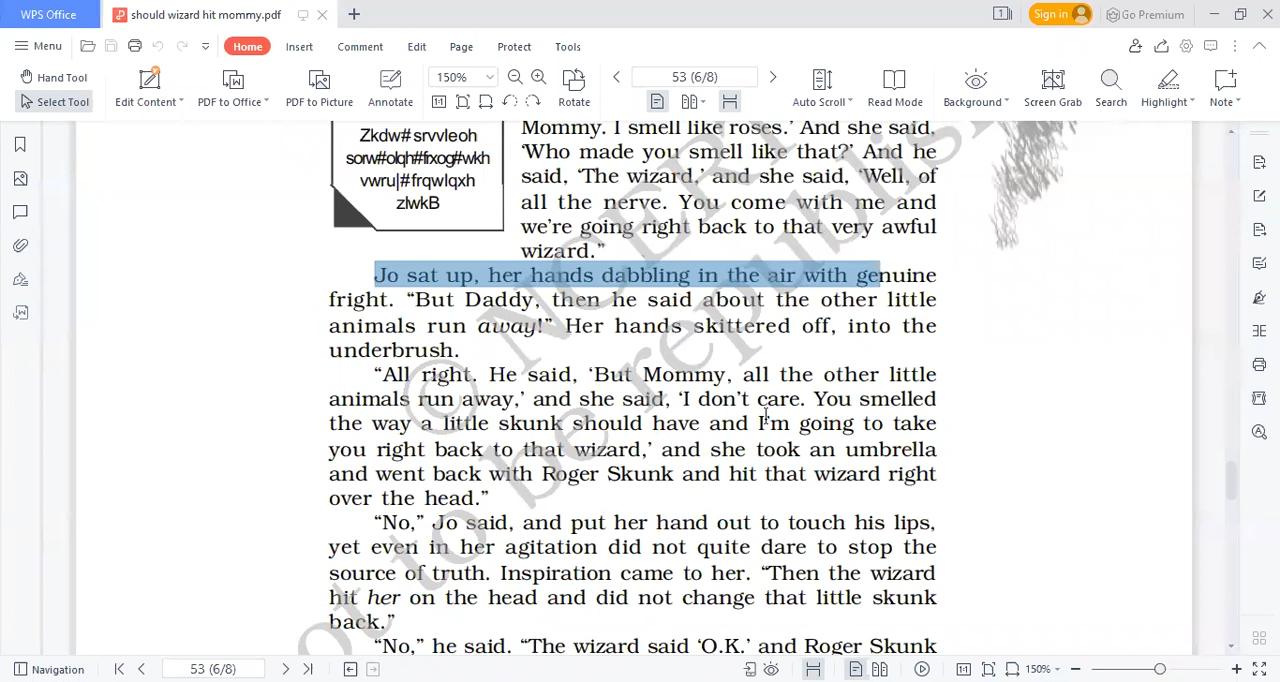 WPS Office
should wizard hit mommy.pdf
Sign in
Go Premium
Menu
Home
Insert
Comment
Edit
Page
Protect
Tools
Hand Tool
Select Tool
Edit Content
PDF to Office
PDF to Picture
Annotate
150%
53 (6/8)
Rotate
Auto Scroll
Read Mode
Background
Screen Grab
Search
Highlight
Note
Zkdw# srvvleoh
sorw#olqh#frxog#wkh
vwru|#frqwlqxh
zlwkB
Mommy. I smell like roses.’ And she said,
‘Who made you smell like that?’ And he
said, ‘The wizard,’ and she said, ‘Well, of
all the nerve. You come with me and
we’re going right back to that very awful
wizard.”
Jo sat up, her hands dabbling in the air with genuine
fright. “But Daddy, then he said about the other little
animals run away!” Her hands skittered off, into the
underbrush.
“All right. He said, ‘But Mommy, all the other little
animals run away,’ and she said, ‘I don’t care. You smelled
the way a little skunk should have and I’m going to take
you right back to that wizard,’ and she took an umbrella
and went back with Roger Skunk and hit that wizard right
over the head.”
“No,” Jo said, and put her hand out to touch his lips,
yet even in her agitation did not quite dare to stop the
source of truth. Inspiration came to her. “Then the wizard
hit her on the head and did not change that little skunk
back.”
“No,” he said. “The wizard said ‘O.K.’ and Roger Skunk
© NCERT
not to be republish
Navigation
53 (6/8)
150%